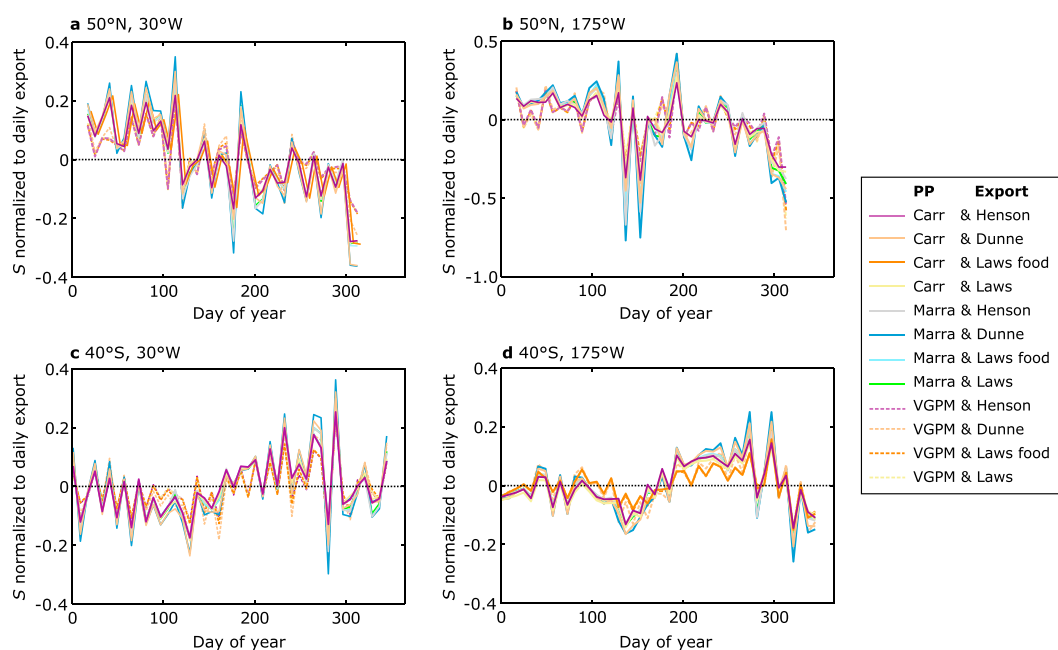 a 50°N, 30°W
S normalized to daily export
0.4
0.2
0
-0.2
-0.4
0
100
200
300
Day of year
b 50°N, 175°W
S normalized to daily export
0.5
0
-0.5
-1.0
0
100
200
300
Day of year
c 40°S, 30°W
S normalized to daily export
0.4
0.2
0
-0.2
-0.4
0
100
200
300
Day of year
d 40°S, 175°W
S normalized to daily export
0.4
0.2
0
-0.2
-0.4
0
100
200
300
Day of year
PP Export
Carr & Henson
Carr & Dunne
Carr & Laws food
Carr & Laws
Marra & Henson
Marra & Dunne
Marra & Laws food
Marra & Laws
VGPM & Henson
VGPM & Dunne
VGPM & Laws food
VGPM & Laws